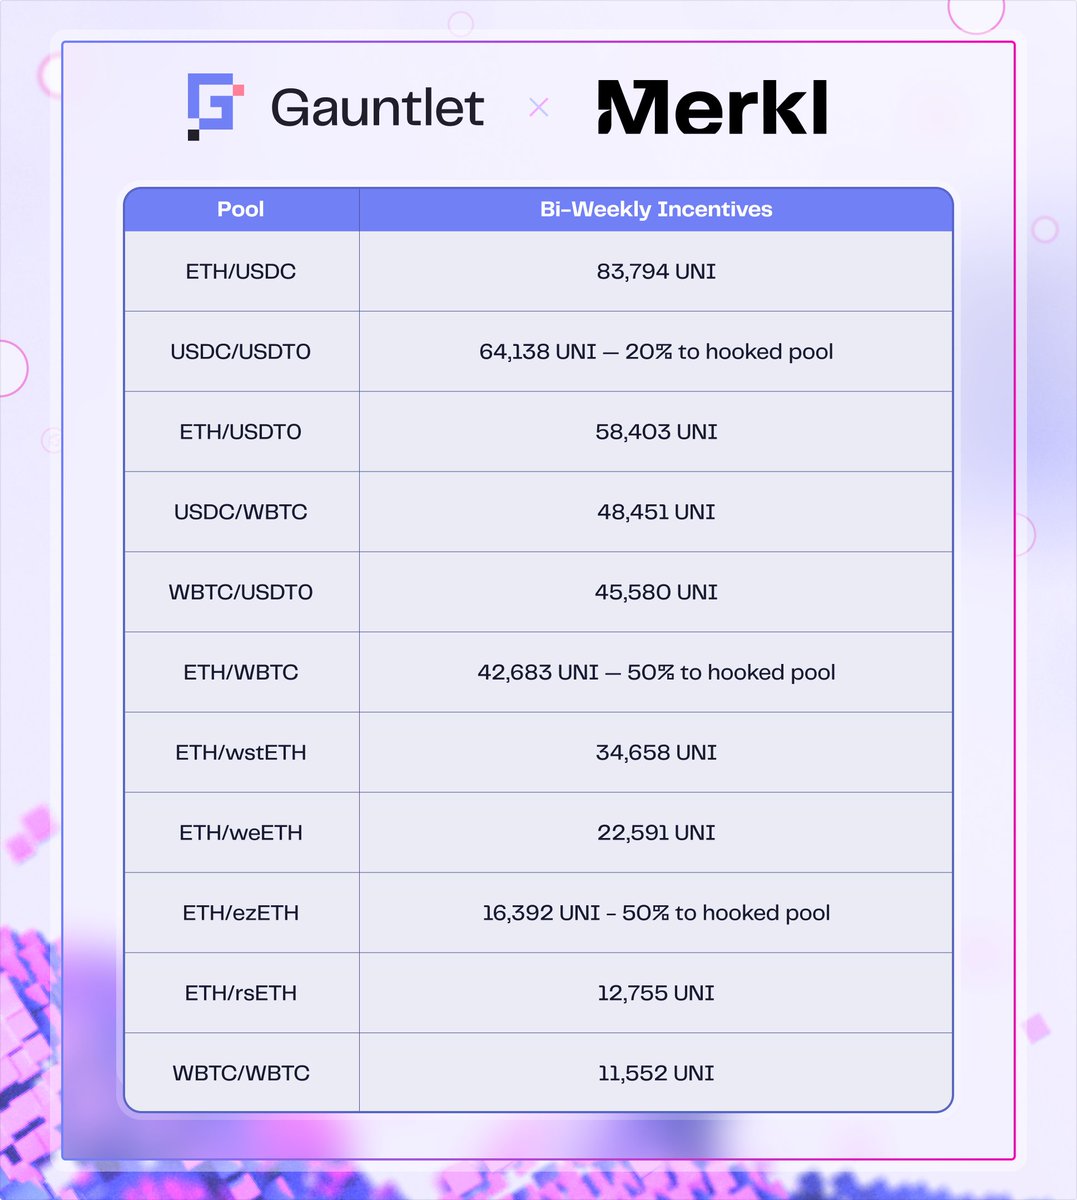 Gauntlet × Merkl
Pool Bi-Weekly Incentives
ETH/USDC 83,794 UNI
USDC/USDT0 64,138 UNI — 20% to hooked pool
ETH/USDT0 58,403 UNI
USDC/WBTC 48,451 UNI
WBTC/USDT0 45,580 UNI
ETH/WBTC 42,683 UNI — 50% to hooked pool
ETH/wstETH 34,658 UNI
ETH/weETH 22,591 UNI
ETH/ezETH 16,392 UNI - 50% to hooked pool
ETH/rsETH 12,755 UNI
WBTC/WBTC 11,552 UNI